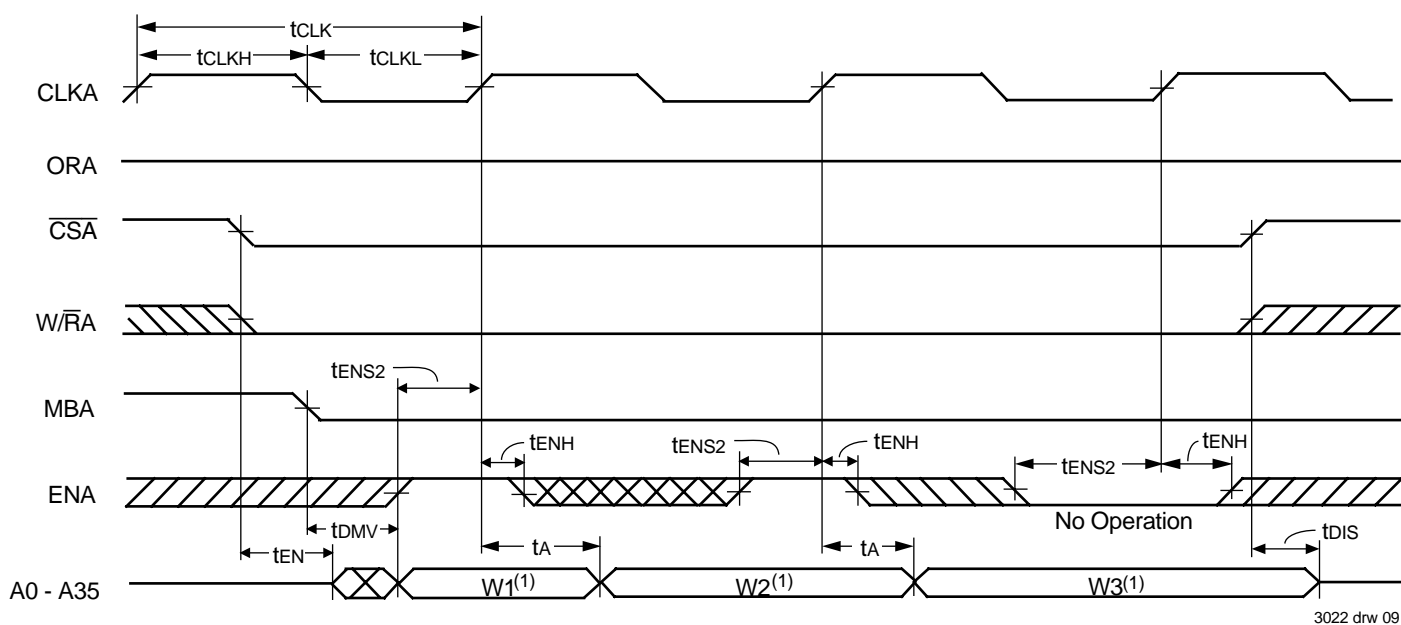 tCLK
tCLKH
tCLKL
CLKA
ORA
CSA
W/RA
tENS2
MBA
tENH
tENS2
tENH
tENS2
tENH
ENA
No Operation
tDMV
tEN
tA
tA
tDIS
A0 - A35
W1(1)
W2(1)
W3(1)
3022 drw 09